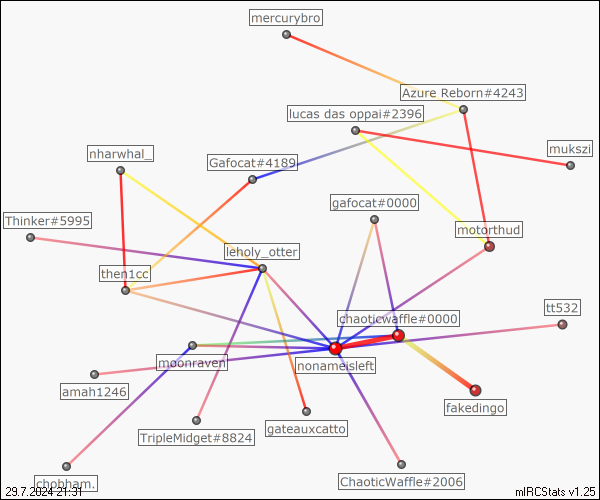 mercurybro
Azure Reborn#4243
lucas das oppai#2396
mukszi
nharwhal_
Gafocat#4189
gafocat#0000
Thinker#5995
motorthud
leholy_otter
then1cc
tt532
chaoticwaffle#0000
moonraven
nonameisleft
amah1246
fakedingo
gateauxcatto
TripleMidget#8824
chobham.
ChaoticWaffle#2006
29.7.2024 21:31
mIRCStats v1.25